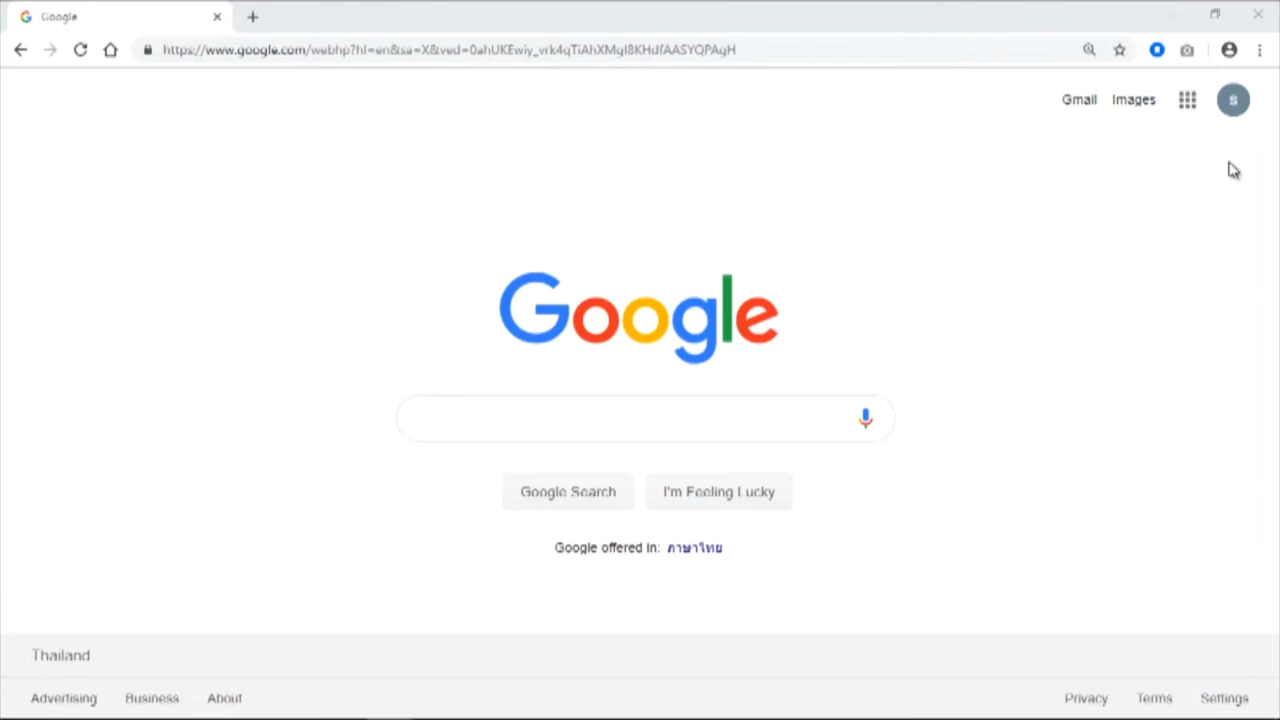 Google
https://www.google.com/webhp?hl=en&sa=X&ved=0ahUKEwiy_vrk4qTiAhXMgI8KHdfAASYQPAgH
Gmail Images
S
Google
Google Search I'm Feeling Lucky
Google offered in: ภาษาไทย
Thailand
Advertising Business About Privacy Terms Settings